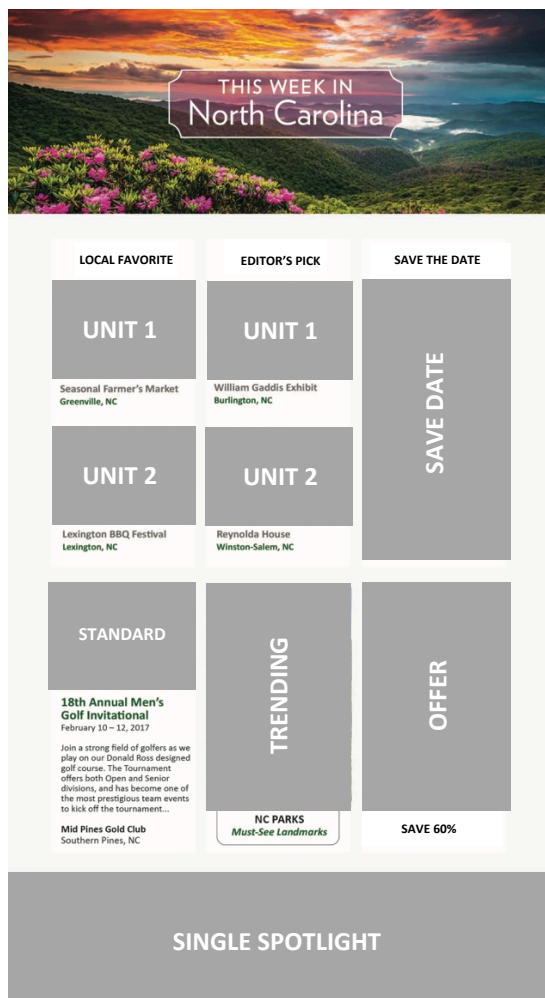 THIS WEEK IN
North Carolina
LOCAL FAVORITE
UNIT 1
Seasonal Farmer's Market
Greenville, NC
UNIT 2
Lexington BBQ Festival
Lexington, NC
EDITOR'S PICK
UNIT 1
William Gaddis Exhibit
Burlington, NC
UNIT 2
Reynolda House
Winston-Salem, NC
SAVE THE DATE
SAVE DATE
STANDARD
18th Annual Men's
Golf Invitational
February 10 – 12, 2017
Join a strong field of golfers as we
play on our Donald Ross designed
golf course. The Tournament
offers both Open and Senior
divisions, and has become one of
the most prestigious team events
to kick off the tournament...
Mid Pines Gold Club
Southern Pines, NC
TRENDING
NC PARKS
Must-See Landmarks
OFFER
SAVE 60%
SINGLE SPOTLIGHT